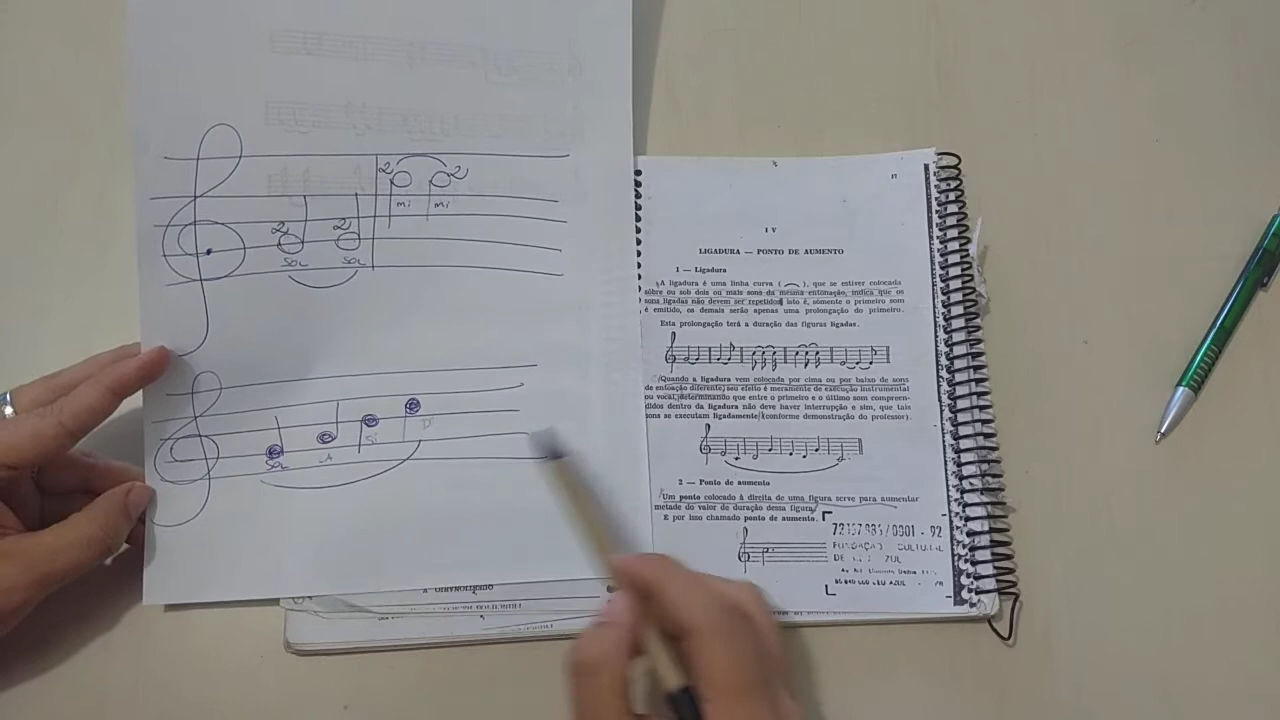 2 2
mi mi
2 2
SOL SOL
SOL
Si
I V
LIGADURA — PONTO DE AUMENTO
1 — Ligadura
A ligadura é uma linha curva ( ), que se estiver colocada
sôbre ou sob dois ou mais sons da mesma entonação, indica que os
sons ligadas não devem ser repetidos, isto é, sòmente o primeiro som
é emitido, os demais serão apenas uma prolongação do primeiro.
Esta prolongação terá a duração das figuras ligadas.
Quando a ligadura vem colocada por cima ou por baixo de sons
de entoação diferente, seu efeito é meramente de execução instrumental
ou vocal, determinando que entre o primeiro e o último som compreen-
didos dentro da ligadura não deve haver interrupção e sim, que tais
sons se executam ligadamente (conforme demonstração do professor).
2 — Ponto de aumento
Um ponto colocado à direita de uma figura serve para aumentar
metade do valor de duração dessa figura.
E por isso chamado ponto de aumento.
FUNDAÇÃO CULTURAL
QUESTIONÁRIO